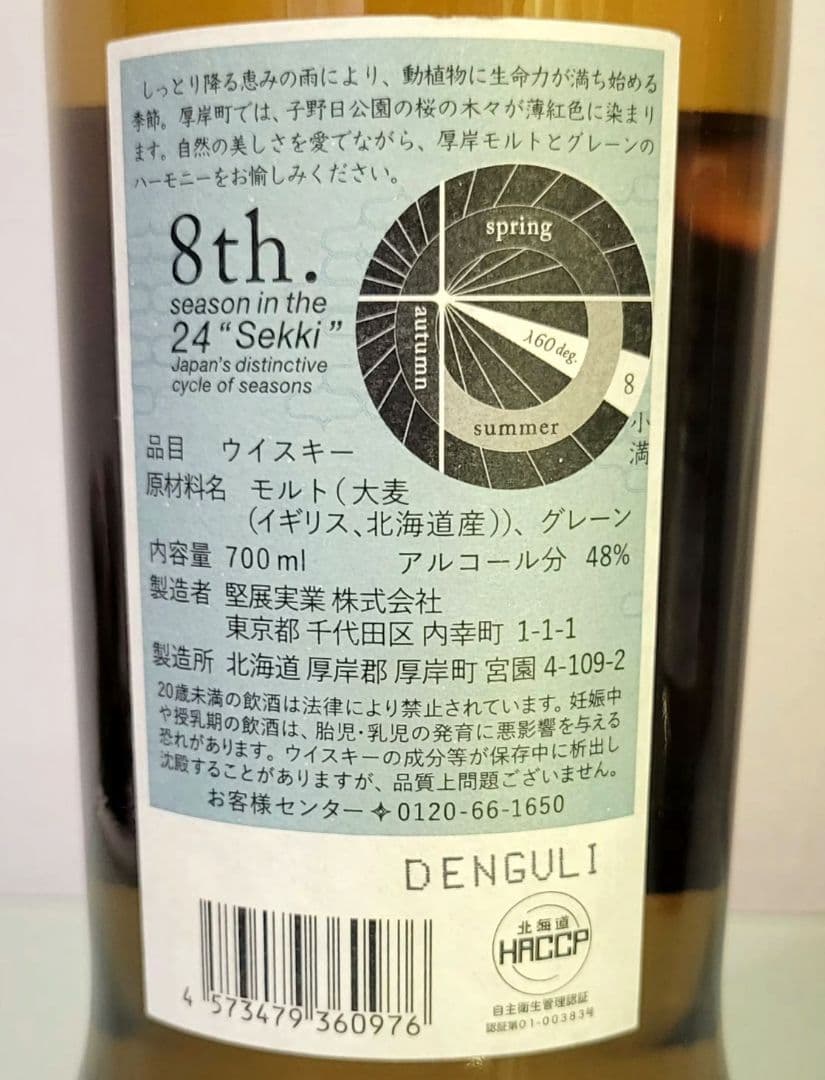 しっとり降る恵みの雨により、動植物に生命力が満ち始める
季節。厚岸町では、子野日公園の桜の木々が薄紅色に染まり
ます。自然の美しさを愛でながら、厚岸モルトとグレーンの
ハーモニーをお愉しみください。
8th.
season in the
24 “Sekki”
Japan's distinctive
cycle of seasons
spring
autumn
λ60 deg.
8
summer
小満
品目 ウイスキー
原材料名 モルト(大麦
(イギリス、北海道産))、グレーン
内容量 700ml アルコール分 48%
製造者 堅展実業 株式会社
東京都 千代田区 内幸町 1-1-1
製造所 北海道 厚岸郡 厚岸町 宮園 4-109-2
20歳未満の飲酒は法律により禁止されています。妊娠中
や授乳期の飲酒は、胎児・乳児の発育に悪影響を与える
恐れがあります。ウイスキーの成分等が保存中に析出し
沈殿することがありますが、品質上問題ございません。
お客様センター✧0120-66-1650
DENGULI
北海道
HACCP
自主衛生管理認証
認証第01-00383号
4 573479 360976